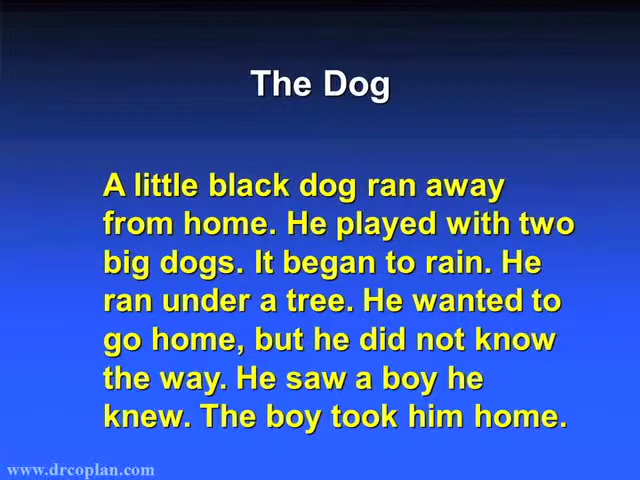 The Dog
A little black dog ran away
from home. He played with two
big dogs. It began to rain. He
ran under a tree. He wanted to
go home, but he did not know
the way. He saw a boy he
knew. The boy took him home.
www.drcoplan.com